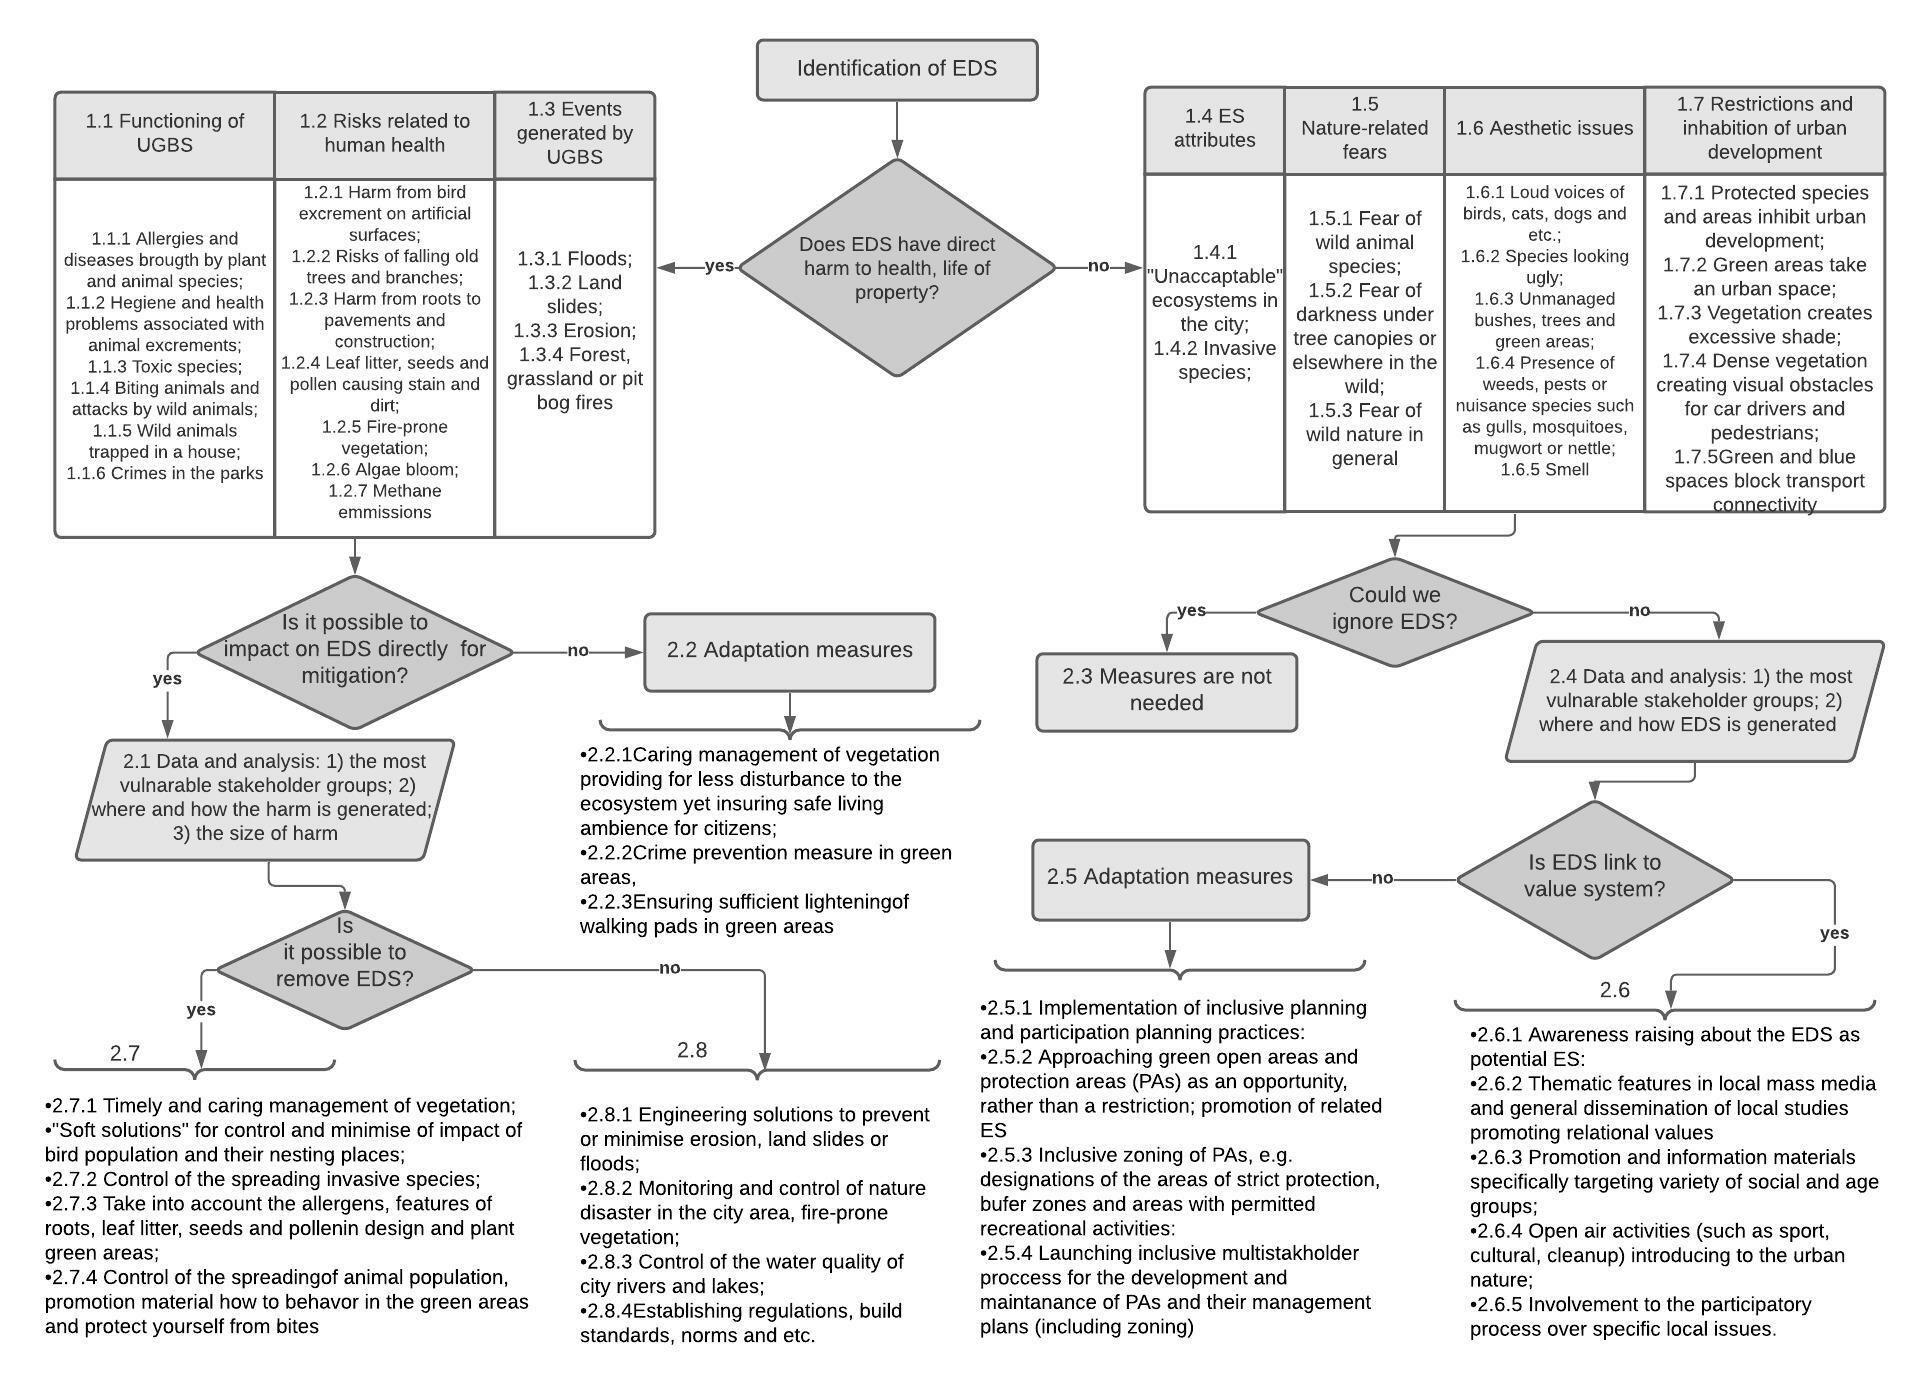 Identification of EDS
Does EDS have direct
harm to health, life of
property?
yes
no
1.1 Functioning of
UGBS
1.1.1 Allergies and
diseases brough by plant
and animal species;
1.1.2 Hegiene and health
problems associated with
animal excrements;
1.1.3 Toxic species;
1.1.4 Biting animals and
attacks by wild animals;
1.1.5 Wild animals
trapped in a house;
1.1.6 Crimes in the parks
1.2 Risks related to
human health
1.2.1 Harm from bird
excrement on artificial
surfaces;
1.2.2 Risks of falling old
trees and branches;
1.2.3 Harm from roots to
pavements and
construction;
1.2.4 Leaf litter, seeds and
pollen causing stain and
dirt;
1.2.5 Fire-prone
vegetation;
1.2.6 Algae bloom;
1.2.7 Methane
emmissions
1.3 Events
generated by
UGBS
1.3.1 Floods;
1.3.2 Land
slides;
1.3.3 Erosion;
1.3.4 Forest,
grassland or pit
bog fires
1.4 ES
attributes
1.4.1
"Unaccaptable"
ecosystems in
the city;
1.4.2 Invasive
species;
1.5
Nature-related
fears
1.5.1 Fear of
wild animal
species;
1.5.2 Fear of
darkness under
tree canopies or
elsewhere in the
wild;
1.5.3 Fear of
wild nature in
general
1.6 Aesthetic issues
1.6.1 Loud voices of
birds, cats, dogs and
etc.;
1.6.2 Species looking
ugly;
1.6.3 Unmanaged
bushes, trees and
green areas;
1.6.4 Presence of
weeds, pests or
nuisance species such
as gulls, mosquitoes,
mugwort or nettle;
1.6.5 Smell
1.7 Restrictions and
inhabition of urban
development
1.7.1 Protected species
and areas inhibit urban
development;
1.7.2 Green areas take
an urban space;
1.7.3 Vegetation creates
excessive shade;
1.7.4 Dense vegetation
creating visual obstacles
for car drivers and
pedestrians;
1.7.5Green and blue
spaces block transport
connectivity
Is it possible to
impact on EDS directly  for
mitigation?
yes
no
2.2 Adaptation measures
•2.2.1Caring management of vegetation
providing for less disturbance to the
ecosystem yet insuring safe living
ambience for citizens;
•2.2.2Crime prevention measure in green
areas,
•2.2.3Ensuring sufficient lighteningof
walking pads in green areas
2.1 Data and analysis: 1) the most
vulnarable stakeholder groups; 2)
where and how the harm is generated;
3) the size of harm
Is
it possible to
remove EDS?
yes
no
2.7
•2.7.1 Timely and caring management of vegetation;
•"Soft solutions" for control and minimise of impact of
bird population and their nesting places;
•2.7.2 Control of the spreading invasive species;
•2.7.3 Take into account the allergens, features of
roots, leaf litter, seeds and pollenin design and plant
green areas;
•2.7.4 Control of the spreadingof animal population,
promotion material how to behavor in the green areas
and protect yourself from bites
2.8
•2.8.1 Engineering solutions to prevent
or minimise erosion, land slides or
floods;
•2.8.2 Monitoring and control of nature
disaster in the city area, fire-prone
vegetation;
•2.8.3 Control of the water quality of
city rivers and lakes;
•2.8.4Establishing regulations, build
standards, norms and etc.
Could we
ignore EDS?
yes
no
2.3 Measures are not
needed
2.4 Data and analysis: 1) the most
vulnarable stakeholder groups; 2)
where and how EDS is generated
Is EDS link to
value system?
no
yes
2.5 Adaptation measures
•2.5.1 Implementation of inclusive planning
and participation planning practices:
•2.5.2 Approaching green open areas and
protection areas (PAs) as an opportunity,
rather than a restriction; promotion of related
ES
•2.5.3 Inclusive zoning of PAs, e.g.
designations of the areas of strict protection,
bufer zones and areas with permitted
recreational activities:
•2.5.4 Launching inclusive multistakholder
proccess for the development and
maintanance of PAs and their management
plans (including zoning)
2.6
•2.6.1 Awareness raising about the EDS as
potential ES:
•2.6.2 Thematic features in local mass media
and general dissemination of local studies
promoting relational values
•2.6.3 Promotion and information materials
specifically targeting variety of social and age
groups;
•2.6.4 Open air activities (such as sport,
cultural, cleanup) introducing to the urban
nature;
•2.6.5 Involvement to the participatory
process over specific local issues.